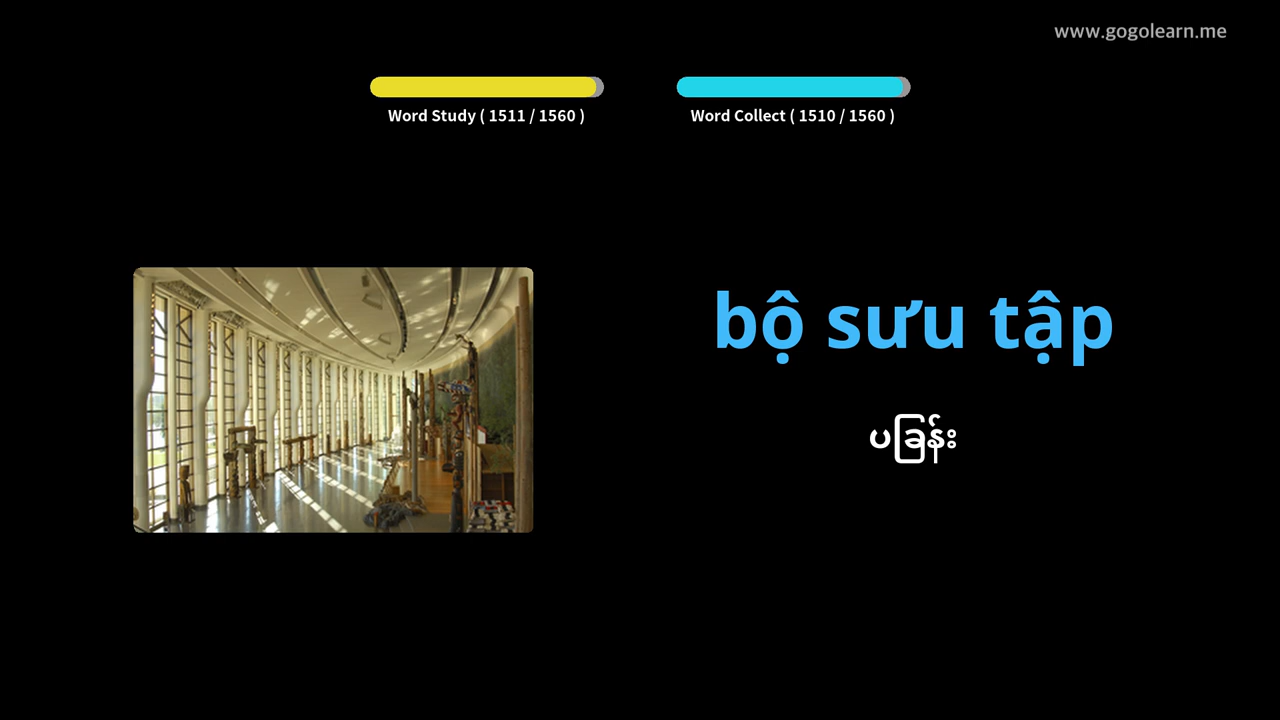 www.gogolearn.me
Word Study ( 1511 / 1560 )
Word Collect ( 1510 / 1560 )
bộ sưu tập
ပခြန်း